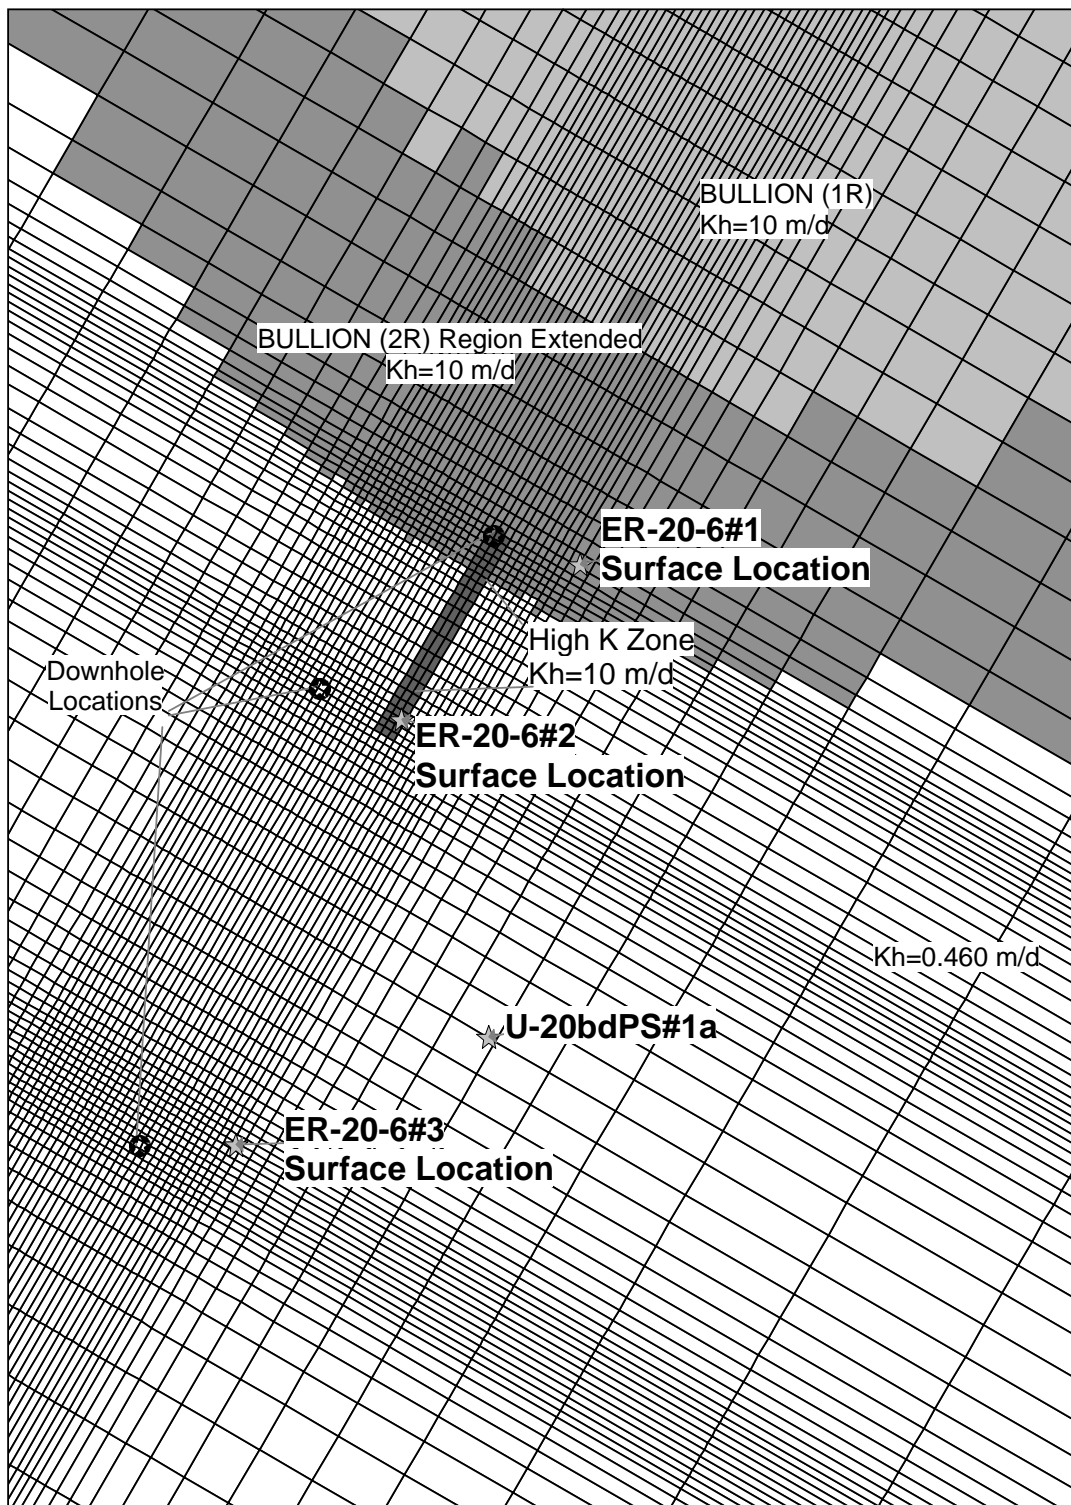 BULLION (1R)
Kh=10 m/d
BULLION (2R) Region Extended
Kh=10 m/d
ER-20-6#1
Surface Location
High K Zone
Kh=10 m/d
Downhole
Locations
ER-20-6#2
Surface Location
Kh=0.460 m/d
U-20bdPS#1a
ER-20-6#3
Surface Location